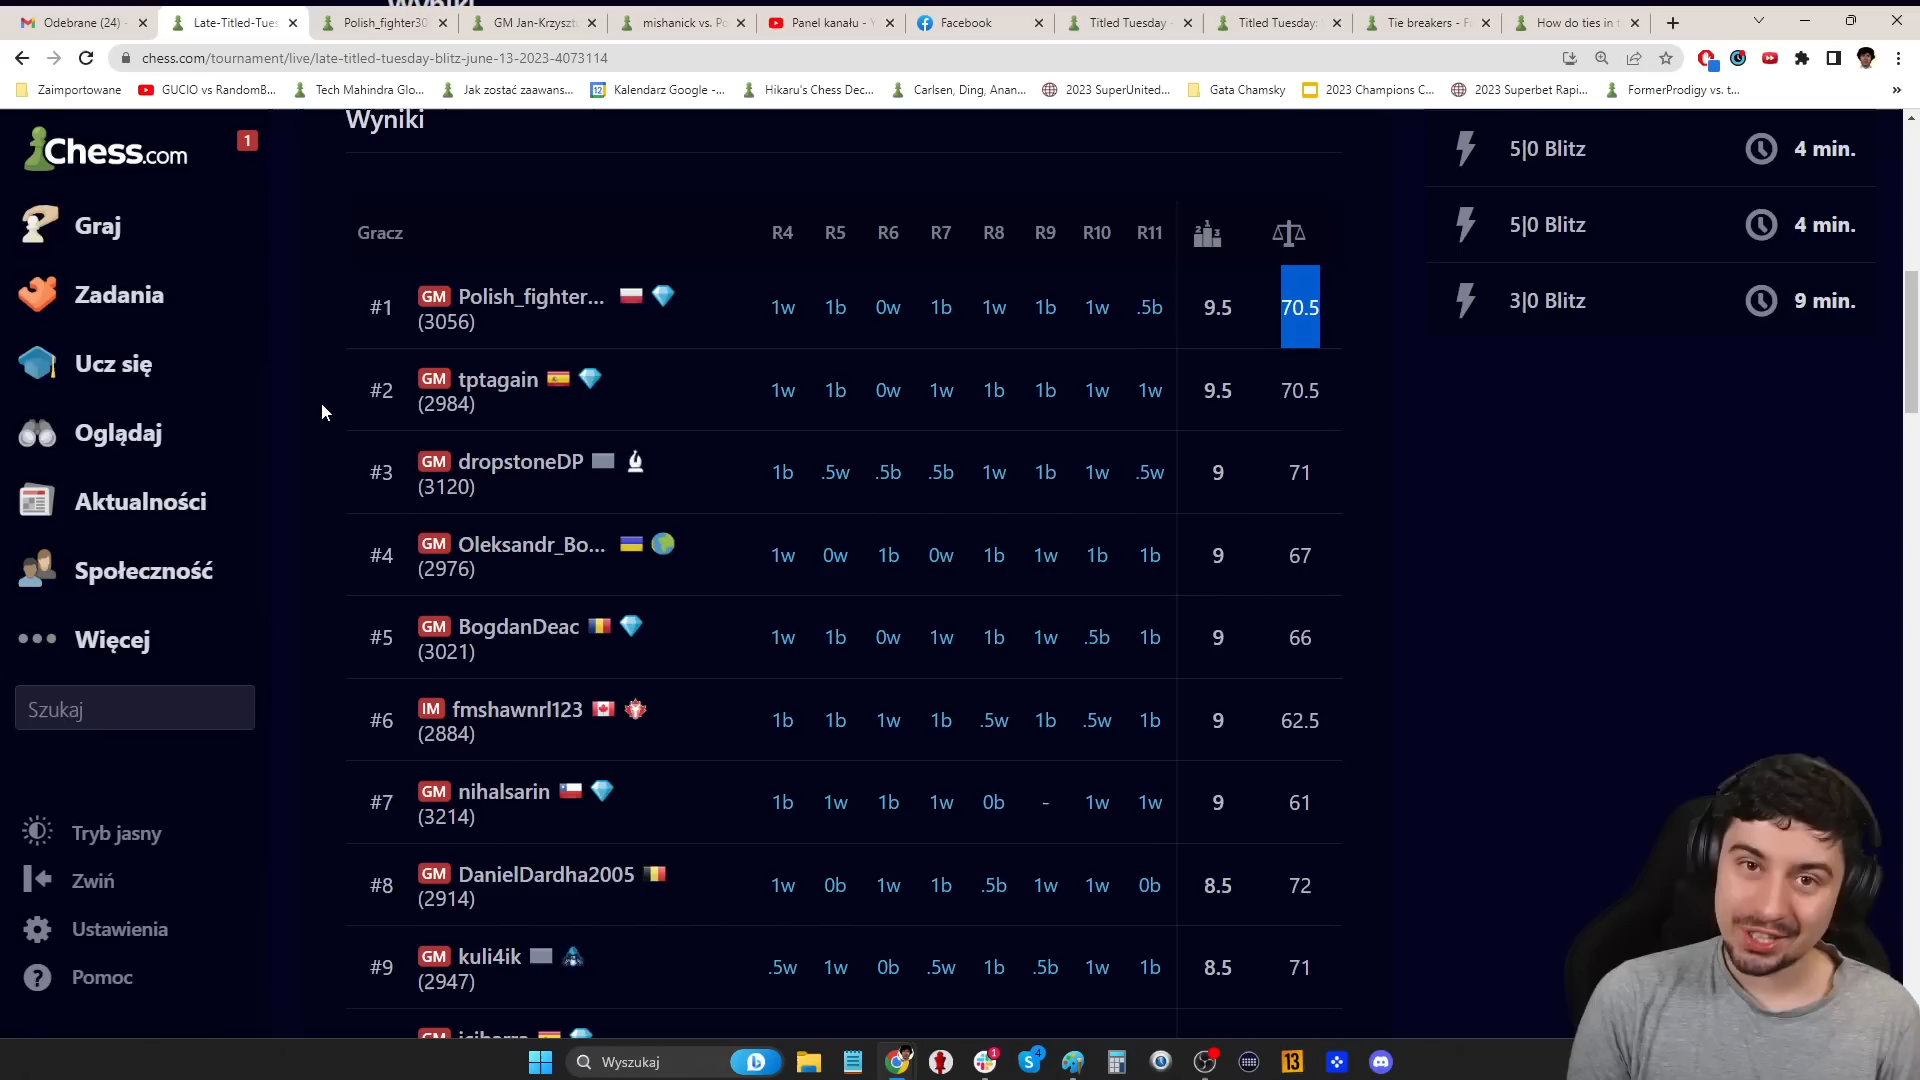 Odebrane (24) -
Late-Titled-Tues
Polish_fighter30
GM Jan-Krzyszt
mishanick vs. Po
Panel kanału - Y
Facebook
Titled Tuesday -
Titled Tuesday:
Tie breakers - F
How do ties in t
chess.com/tournament/live/late-titled-tuesday-blitz-june-13-2023-4073114
Zaimportowane
GUCIO vs RandomB...
Tech Mahindra Glo...
Jak zostać zaawans...
Kalendarz Google -...
Hikaru's Chess Dec...
Carlsen, Ding, Anan...
2023 SuperUnited...
Gata Chamsky
2023 Champions C...
2023 Superbet Rapi...
FormerProdigy vs. t...
»
Chess.com
1
Graj
Zadania
Ucz się
Oglądaj
Aktualności
Społeczność
Więcej
Szukaj
Tryb jasny
Zwiń
Ustawienia
Pomoc
Wyniki
Gracz R4 R5 R6 R7 R8 R9 R10 R11
#1 GM Polish_fighter... 1w 1b 0w 1b 1w 1b 1w .5b 9.5 70.5
(3056)
#2 GM tptagain 1w 1b 0w 1w 1b 1b 1w 1w 9.5 70.5
(2984)
#3 GM dropstoneDP 1b .5w .5b .5b 1w 1b 1w .5w 9 71
(3120)
#4 GM Oleksandr_Bo... 1w 0w 1b 0w 1b 1w 1b 1b 9 67
(2976)
#5 GM BogdanDeac 1w 1b 0w 1w 1b 1w .5b 1b 9 66
(3021)
#6 IM fmshawnrl123 1b 1b 1w 1b .5w 1b .5w 1b 9 62.5
(2884)
#7 GM nihalsarin 1b 1w 1b 1w 0b - 1w 1w 9 61
(3214)
#8 GM DanielDardha2005 1w 0b 1w 1b .5b 1w 1w 0b 8.5 72
(2914)
#9 GM kuli4ik .5w 1w 0b .5w 1b .5b 1w 1b 8.5 71
(2947)
5|0 Blitz 4 min.
5|0 Blitz 4 min.
3|0 Blitz 9 min.
Wyszukaj
1
4
13